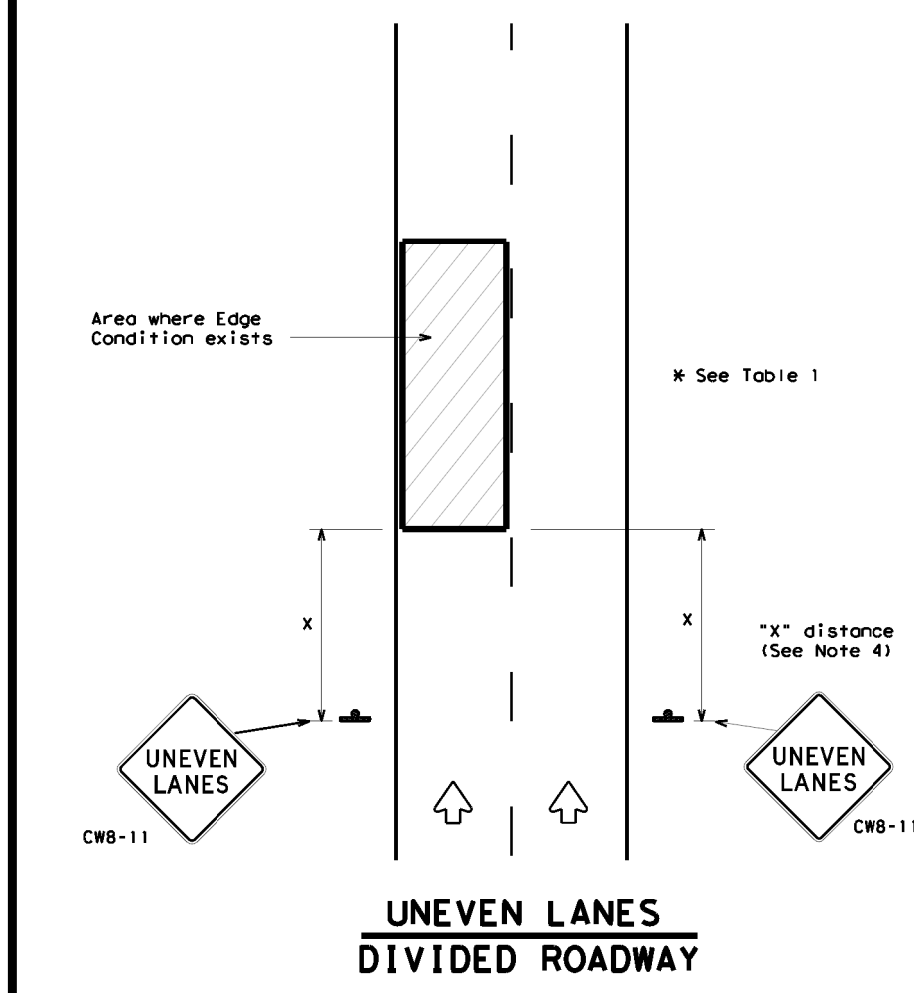 Area where Edge
Condition exists
* See Table 1
X
X
"X" distance
(See Note 4)
UNEVEN
LANES
CW8-11
UNEVEN
LANES
CW8-11
UNEVEN LANES
DIVIDED ROADWAY